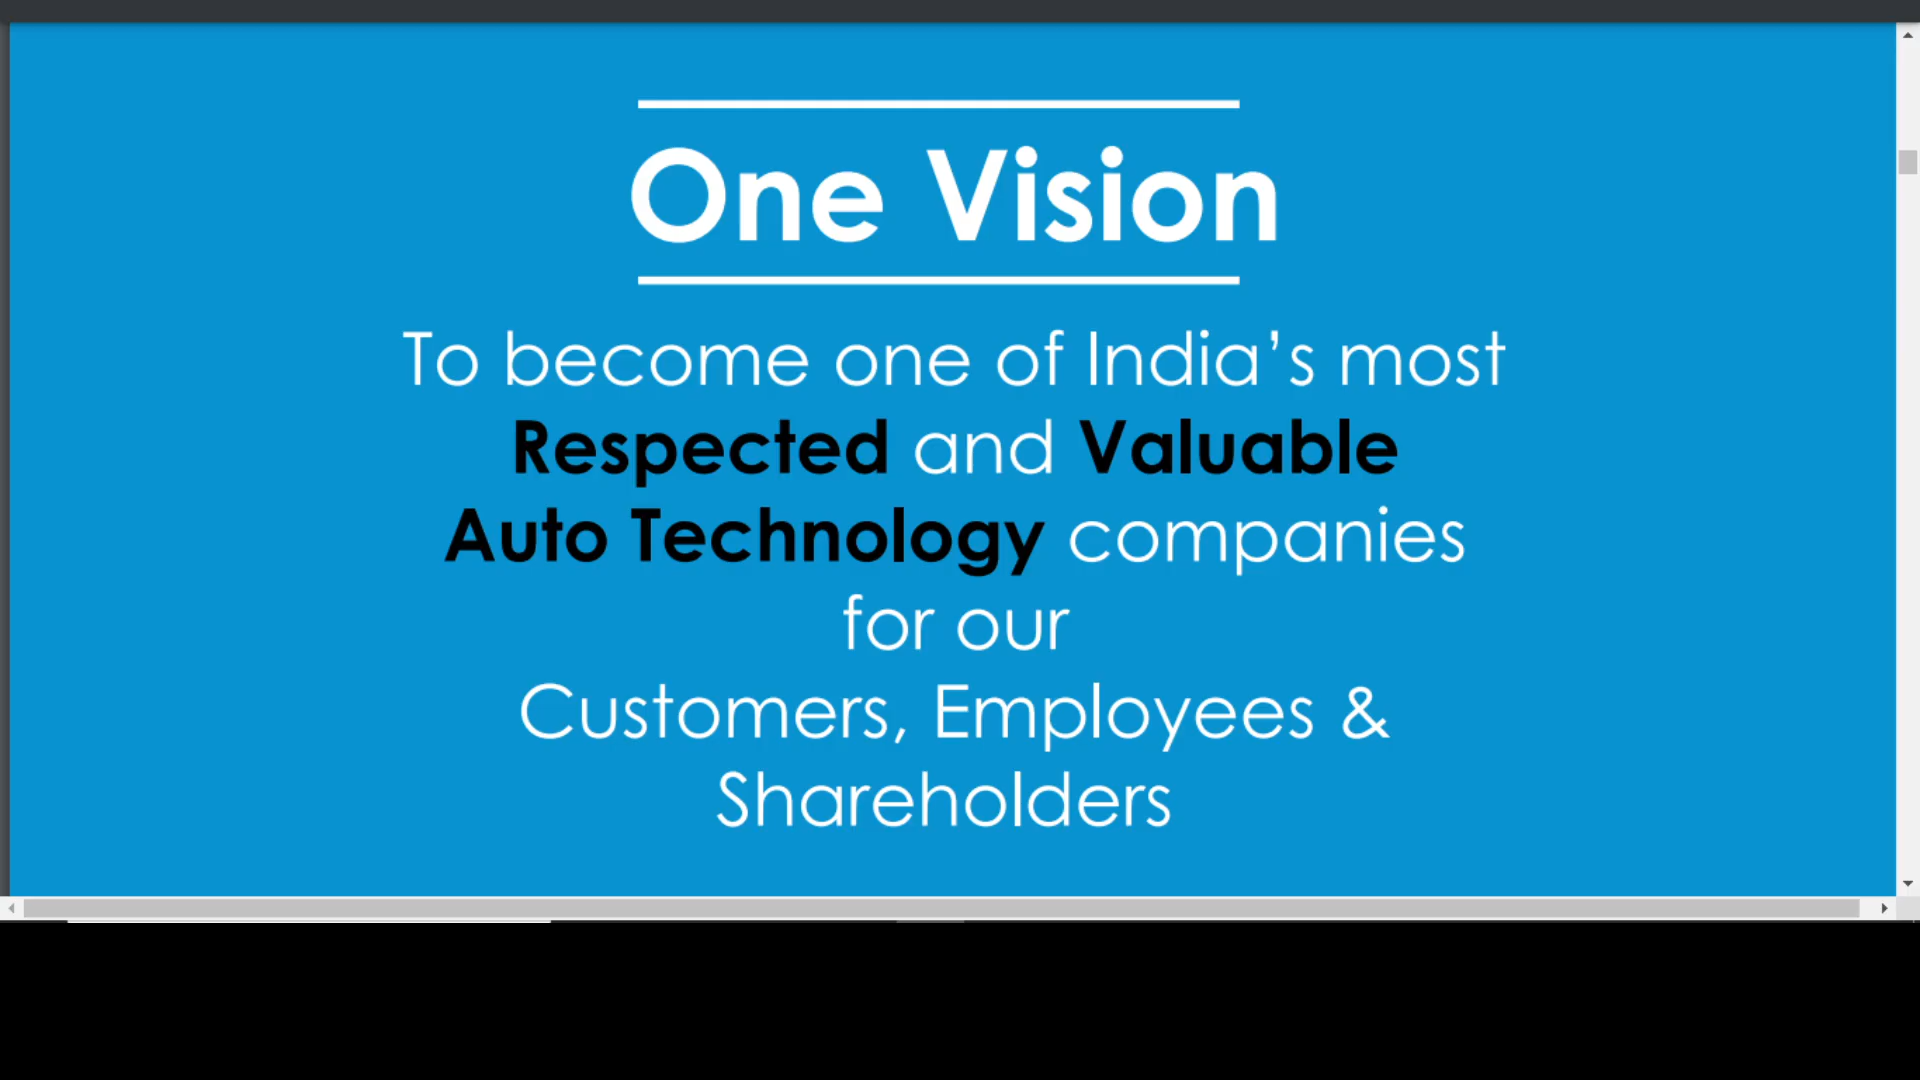 One Vision
To become one of India’s most
Respected and Valuable
Auto Technology companies
for our
Customers, Employees &
Shareholders